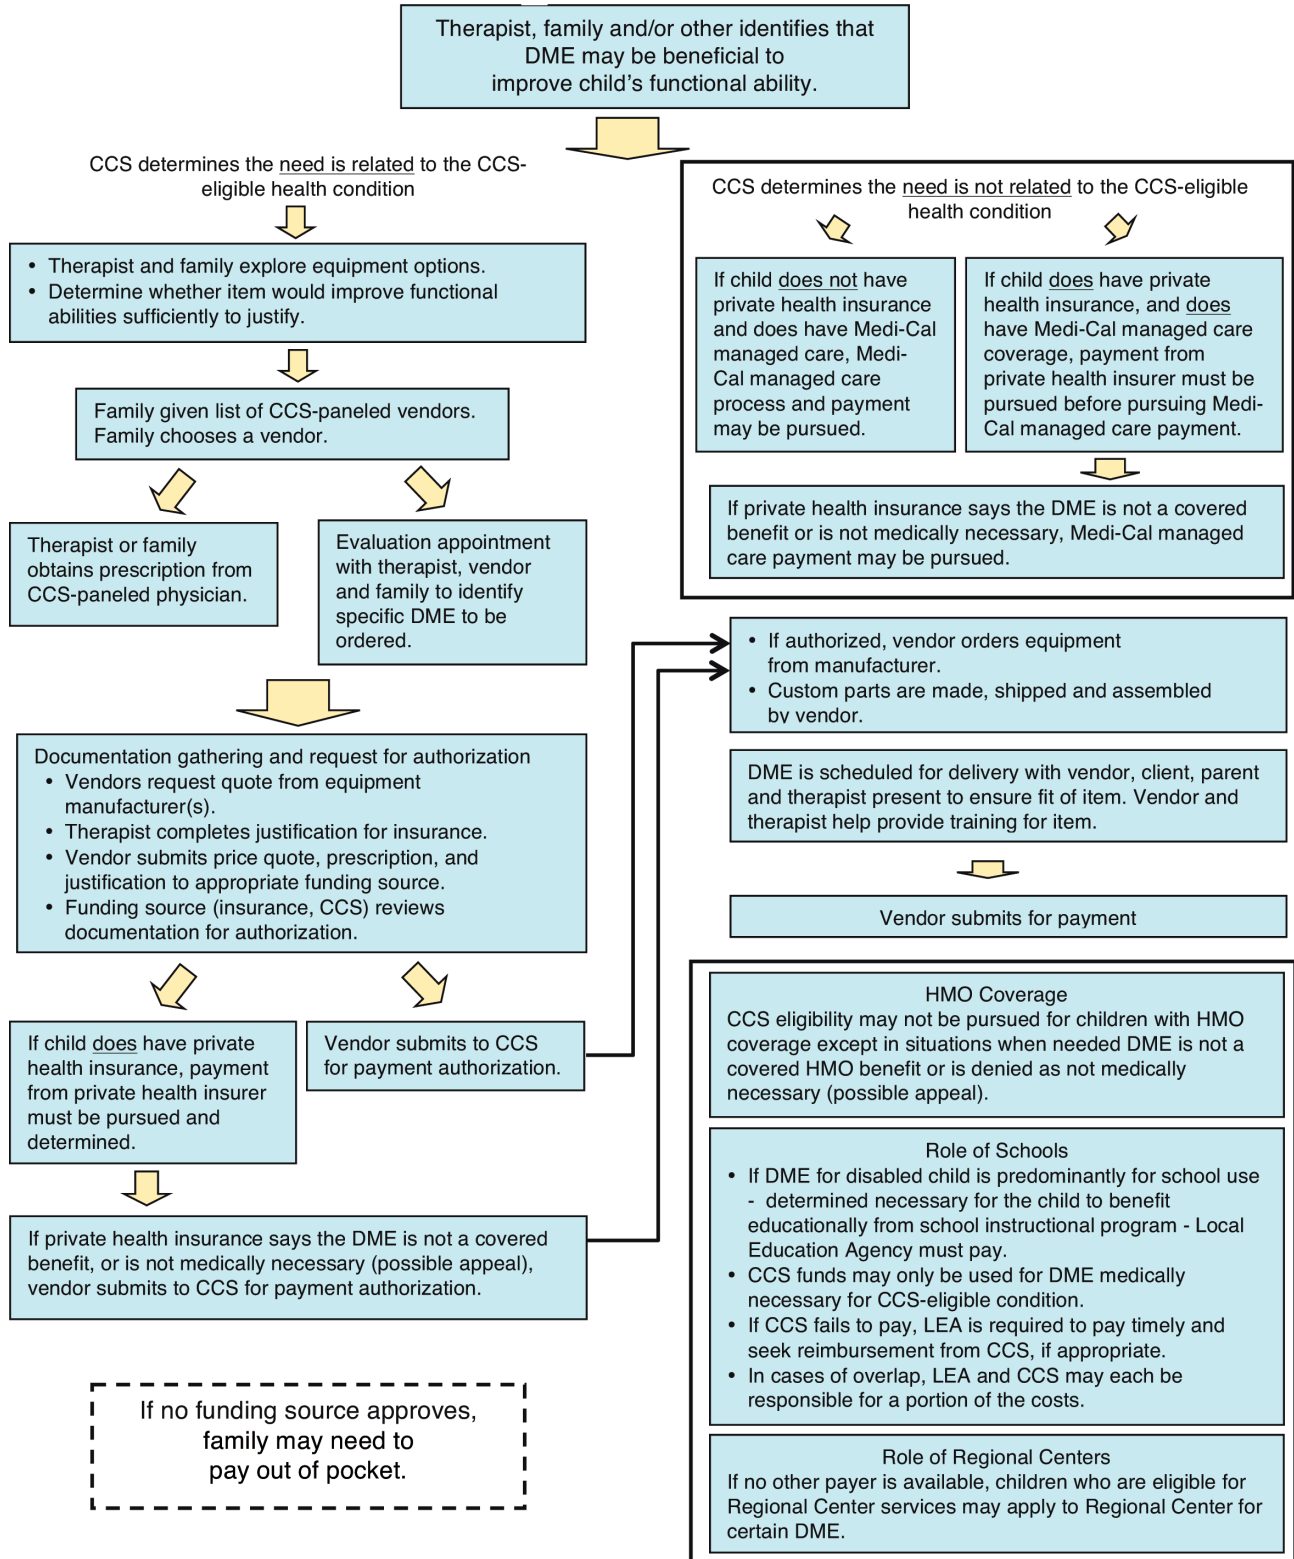 Therapist, family and/or other identifies that
DME may be beneficial to
improve child's functional ability.
CCS determines the need is related to the CCS-
eligible health condition
• Therapist and family explore equipment options.
• Determine whether item would improve functional
abilities sufficiently to justify.
Family given list of CCS-paneled vendors.
Family chooses a vendor.
Therapist or family
obtains prescription from
CCS-paneled physician.
Evaluation appointment
with therapist, vendor
and family to identify
specific DME to be
ordered.
Documentation gathering and request for authorization
• Vendors request quote from equipment
manufacturer(s).
• Therapist completes justification for insurance.
• Vendor submits price quote, prescription, and
justification to appropriate funding source.
• Funding source (insurance, CCS) reviews
documentation for authorization.
If child does have private
health insurance, payment
from private health insurer
must be pursued and
determined.
Vendor submits to CCS
for payment authorization.
If private health insurance says the DME is not a covered
benefit, or is not medically necessary (possible appeal),
vendor submits to CCS for payment authorization.
If no funding source approves,
family may need to
pay out of pocket.
CCS determines the need is not related to the CCS-eligible
health condition
If child does not have
private health insurance
and does have Medi-Cal
managed care, Medi-
Cal managed care
process and payment
may be pursued.
If child does have private
health insurance, and does
have Medi-Cal managed care
coverage, payment from
private health insurer must be
pursued before pursuing Medi-
Cal managed care payment.
If private health insurance says the DME is not a covered
benefit or is not medically necessary, Medi-Cal managed
care payment may be pursued.
• If authorized, vendor orders equipment
from manufacturer.
• Custom parts are made, shipped and assembled
by vendor.
DME is scheduled for delivery with vendor, client, parent
and therapist present to ensure fit of item. Vendor and
therapist help provide training for item.
Vendor submits for payment
HMO Coverage
CCS eligibility may not be pursued for children with HMO
coverage except in situations when needed DME is not a
covered HMO benefit or is denied as not medically
necessary (possible appeal).
Role of Schools
• If DME for disabled child is predominantly for school use
- determined necessary for the child to benefit
educationally from school instructional program - Local
Education Agency must pay.
• CCS funds may only be used for DME medically
necessary for CCS-eligible condition.
• If CCS fails to pay, LEA is required to pay timely and
seek reimbursement from CCS, if appropriate.
• In cases of overlap, LEA and CCS may each be
responsible for a portion of the costs.
Role of Regional Centers
If no other payer is available, children who are eligible for
Regional Center services may apply to Regional Center for
certain DME.